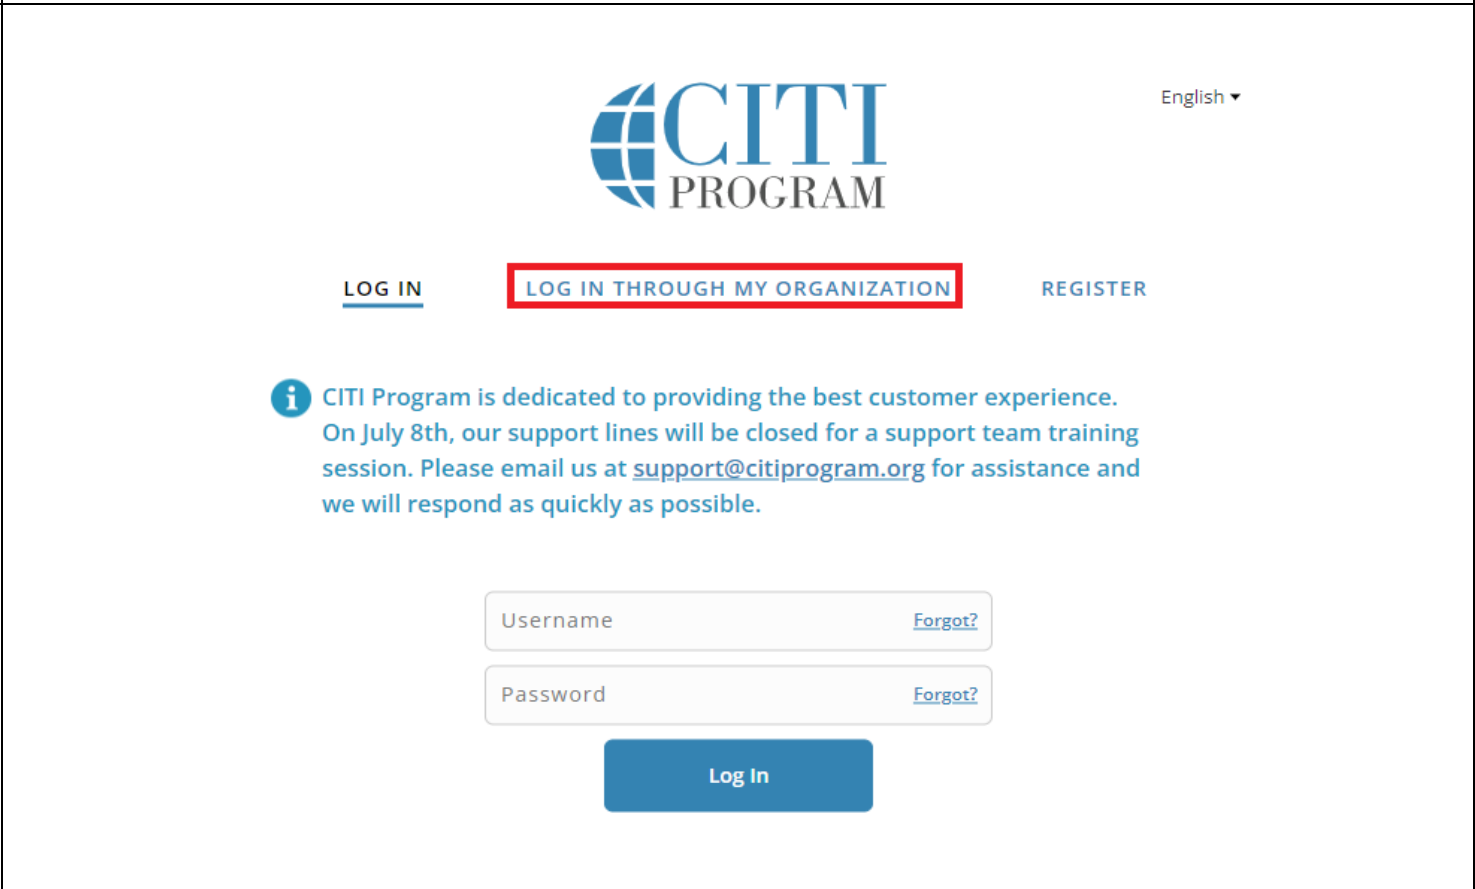 CITI
PROGRAM
English
LOG IN
LOG IN THROUGH MY ORGANIZATION
REGISTER
CITI Program is dedicated to providing the best customer experience.
On July 8th, our support lines will be closed for a support team training
session. Please email us at support@citiprogram.org for assistance and
we will respond as quickly as possible.
Username Forgot?
Password Forgot?
Log In